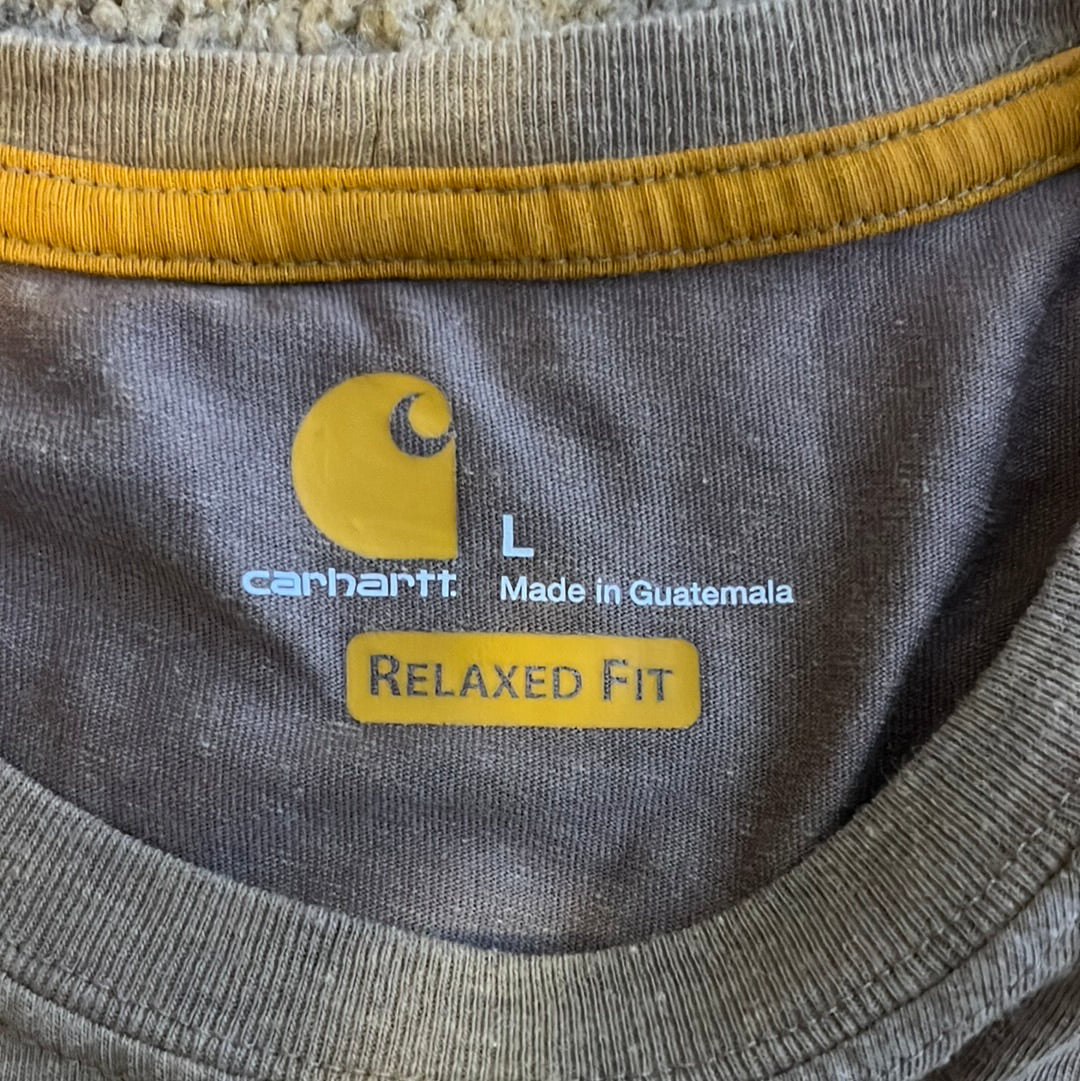 L
carhartt.
Made in Guatemala
RELAXED FIT